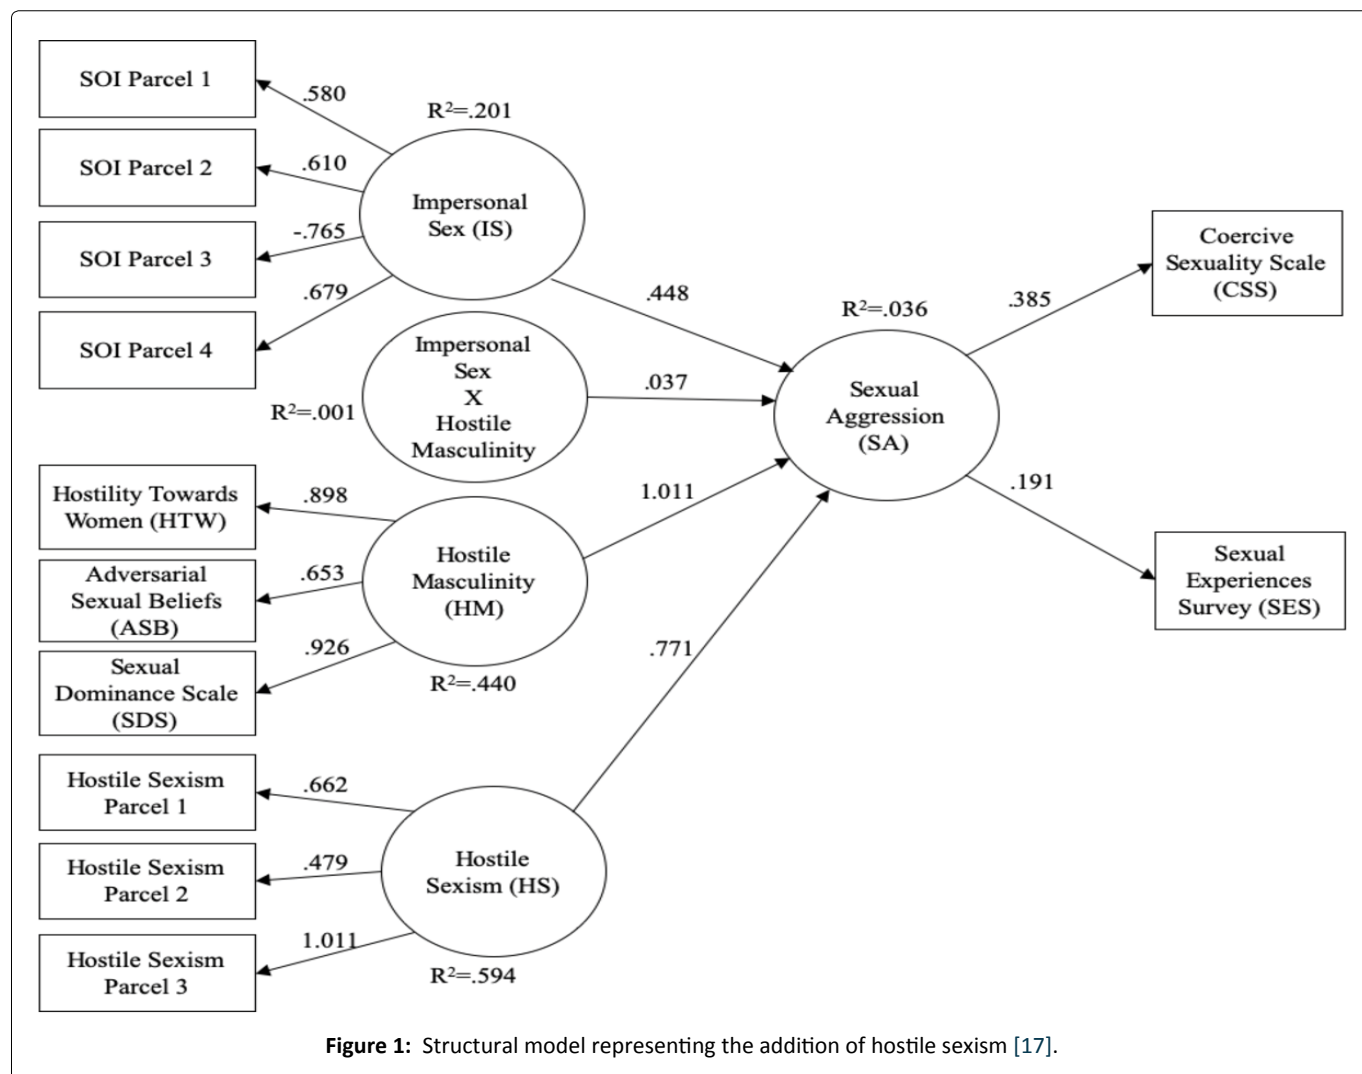 SOI Parcel 1
.580
R²=.201
SOI Parcel 2
.610
Impersonal
Sex (IS)
SOI Parcel 3
-.765
SOI Parcel 4
.679
.448
Impersonal
Sex
X
Hostile
Masculinity
R²=.001
.037
R²=.036
Sexual
Aggression
(SA)
.385
Coercive
Sexuality Scale
(CSS)
.191
Sexual
Experiences
Survey (SES)
Hostility Towards
Women (HTW)
.898
Adversarial
Sexual Beliefs
(ASB)
.653
Hostile
Masculinity
(HM)
1.011
Sexual
Dominance Scale
(SDS)
.926
R²=.440
.771
Hostile Sexism
Parcel 1
.662
Hostile Sexism
Parcel 2
.479
Hostile
Sexism (HS)
Hostile Sexism
Parcel 3
1.011
R²=.594
Figure 1: Structural model representing the addition of hostile sexism [17].